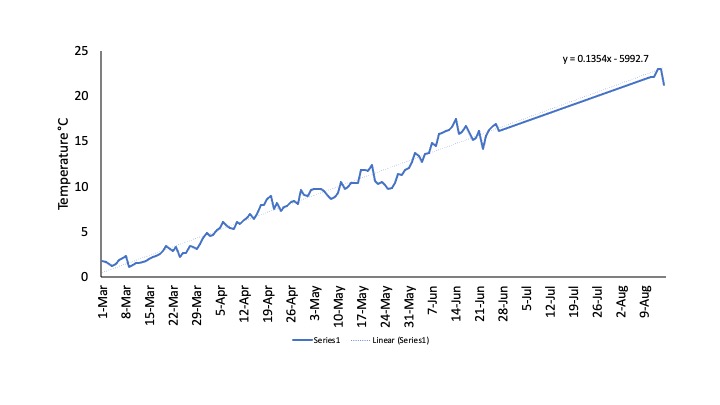 y = 0.1354x - 5992.7
Temperature °C
25
20
15
10
5
0
1-Mar
8-Mar
15-Mar
22-Mar
29-Mar
5-Apr
12-Apr
19-Apr
26-Apr
3-May
10-May
17-May
24-May
31-May
7-Jun
14-Jun
21-Jun
28-Jun
5-Jul
12-Jul
19-Jul
26-Jul
2-Aug
9-Aug
Series1
Linear (Series1)